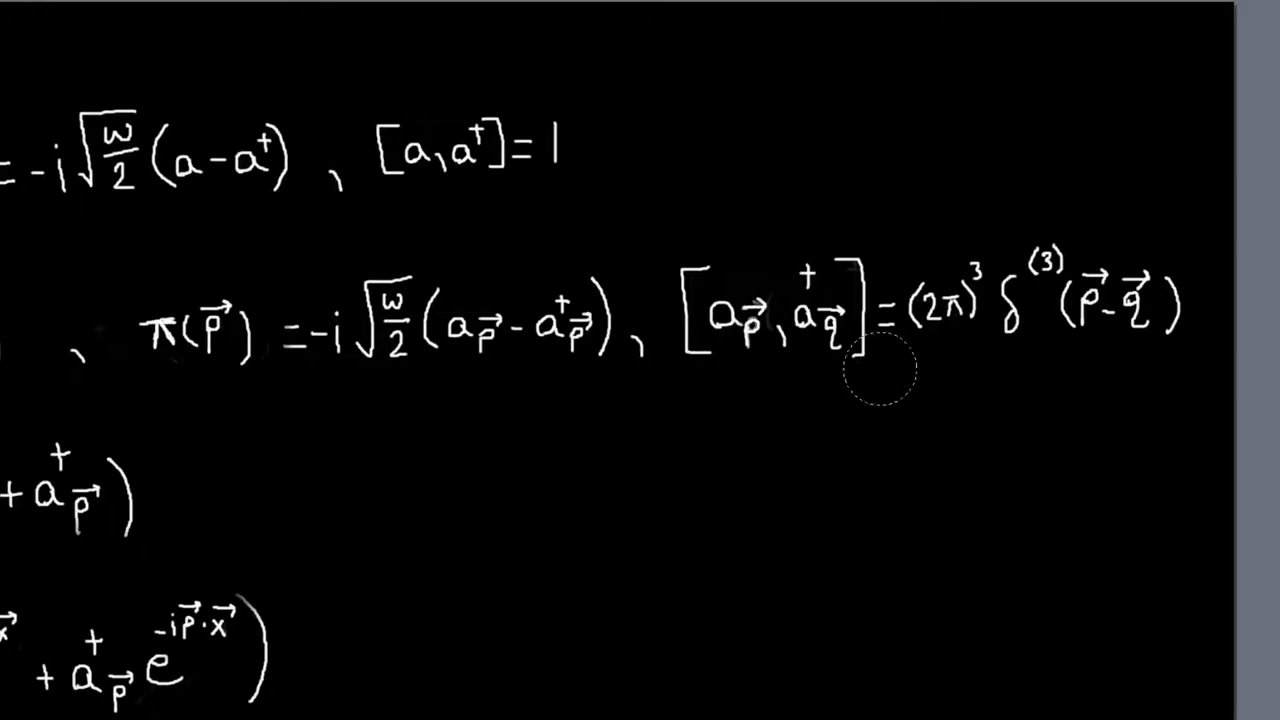 = -i√(w/2) (a - a†) , [a, a†] = 1
, π(p⃗) = -i√(w/2) (a_p⃗ - a†_p⃗) , [a_p⃗, a†_q⃗] = (2π)³ δ⁽³⁾(p⃗ - q⃗)
+ a†_p⃗ )
x⃗ + a†_p⃗ e^(-ip⃗·x⃗) )